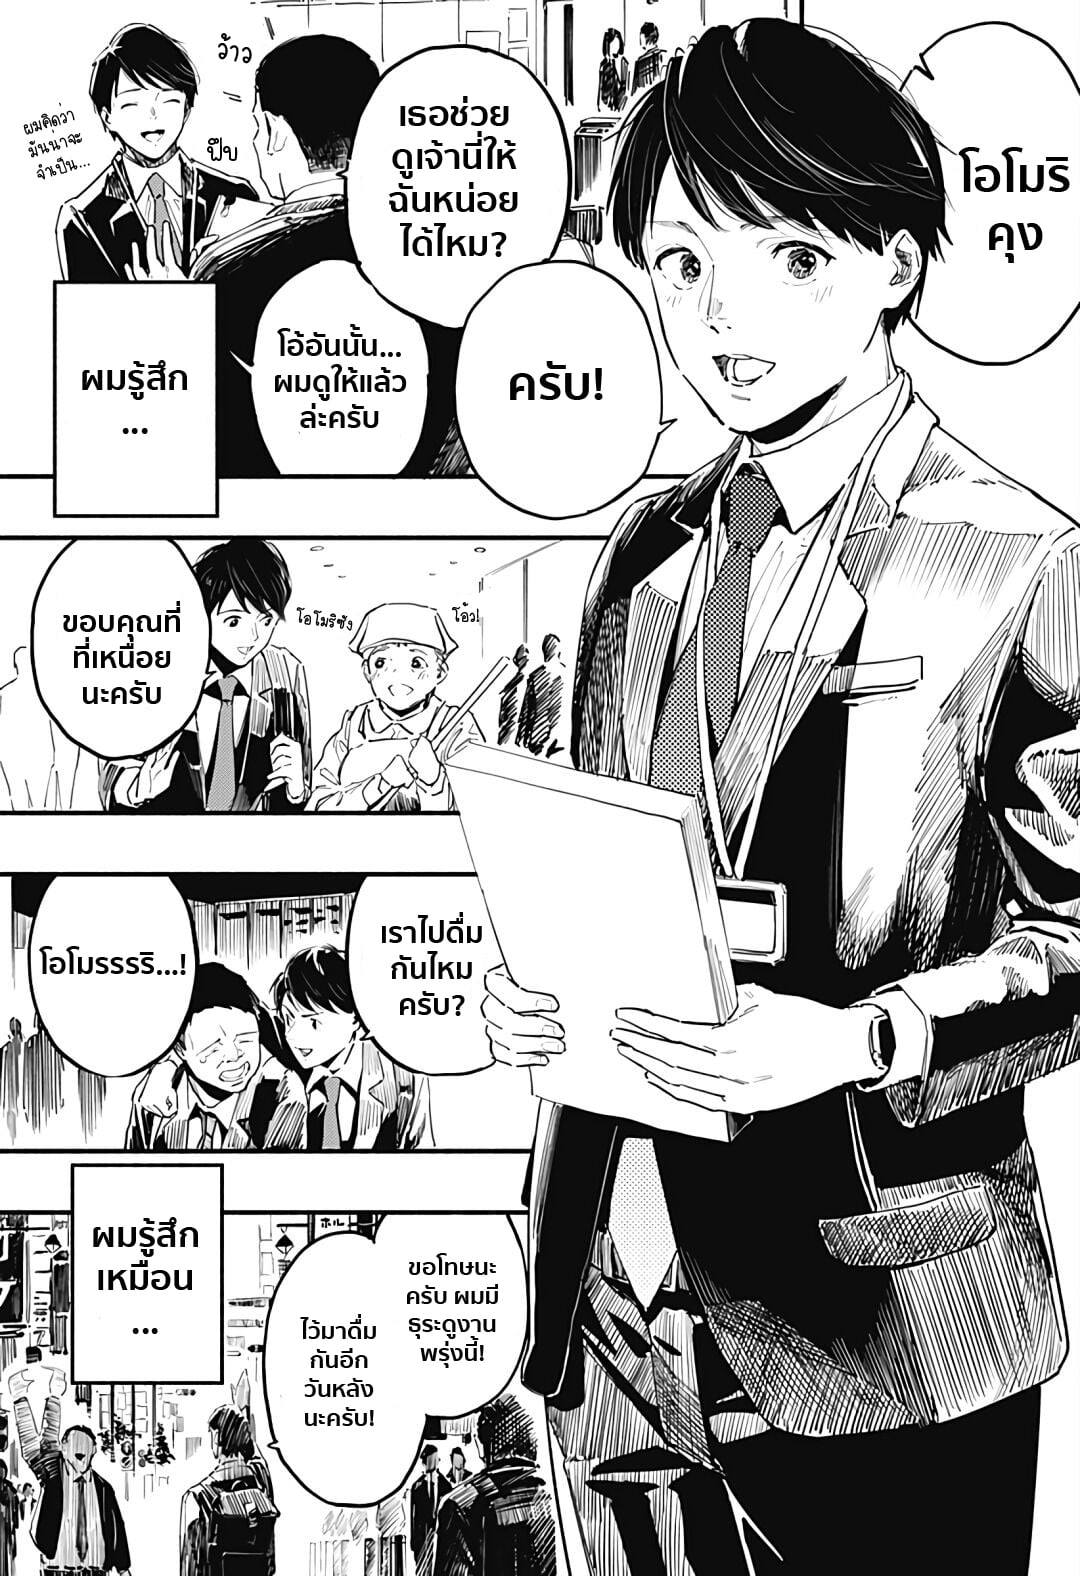 โอโมริ
คุง
เธอช่วย
ดูเจ้านี่ให้
ฉันหน่อย
ได้ไหม?
ครับ!
ว้าว
ฟึบ
ผมคิดว่า
มันน่าจะ
จำเป็น...
โอ้อันนั้น...
ผมดูให้แล้ว
ล่ะครับ
ผมรู้สึก
...
โอ้ว!
โอโมริซัง
ขอบคุณที่
ที่เหนื่อย
นะครับ
เราไปดื่ม
กันไหม
ครับ?
โอโมรรรริ...!
ホル
ขอโทษนะ
ครับ ผมมี
ธุระดูงาน
พรุ่งนี้!
ไว้มาดื่ม
กันอีก
วันหลัง
นะครับ!
ผมรู้สึก
เหมือน
...